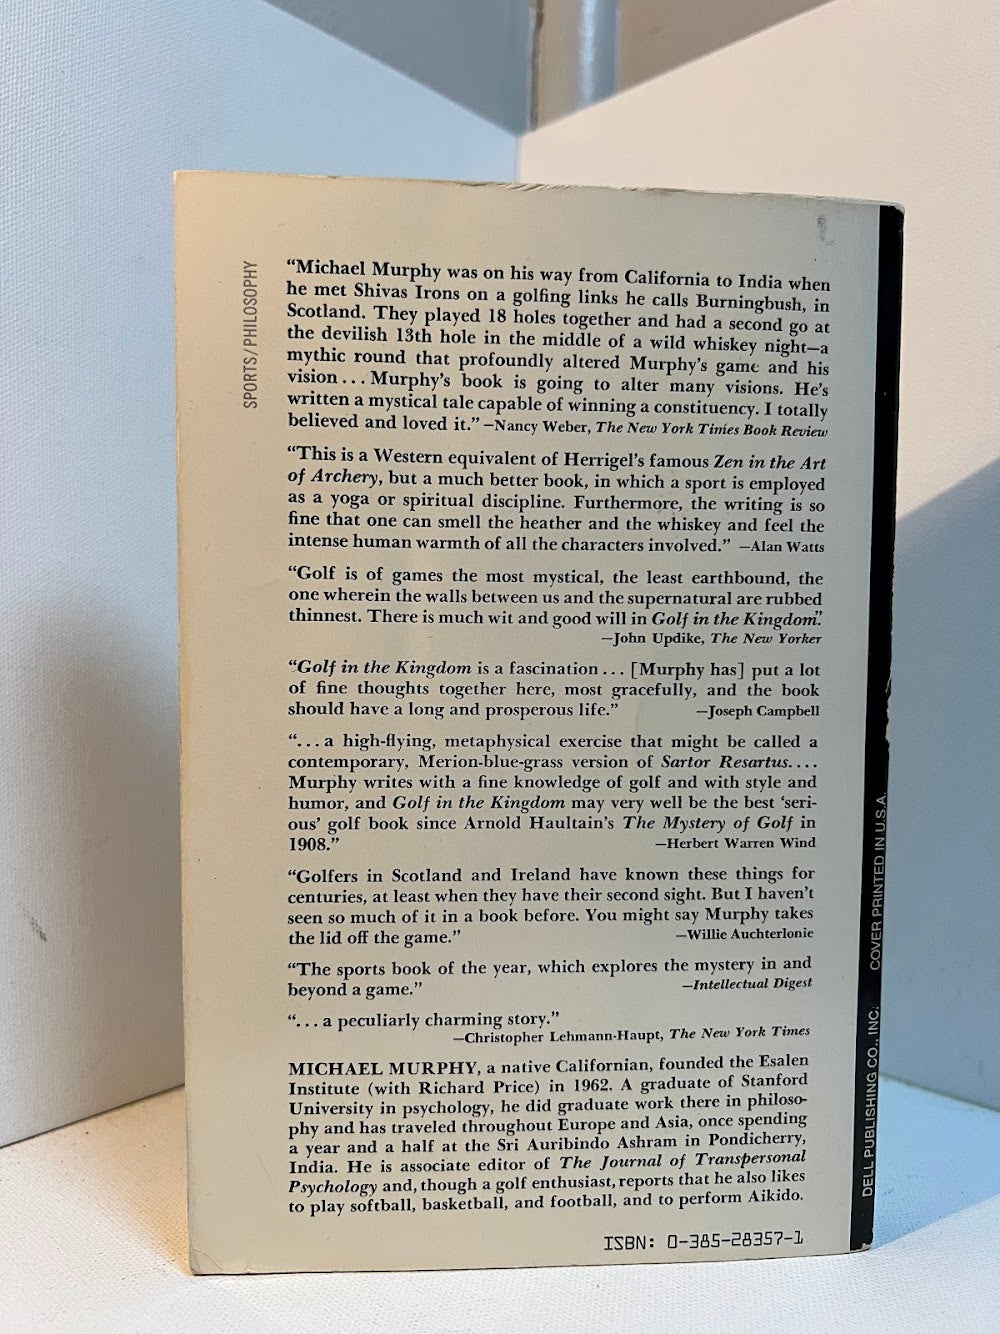 SPORTS/PHILOSOPHY
“Michael Murphy was on his way from California to India when
he met Shivas Irons on a golfing links he calls Burningbush, in
Scotland. They played 18 holes together and had a second go at
the devilish 13th hole in the middle of a wild whiskey night—a
mythic round that profoundly altered Murphy’s game and his
vision . . . Murphy’s book is going to alter many visions. He’s
written a mystical tale capable of winning a constituency. I totally
believed and loved it.” —Nancy Weber, The New York Times Book Review
“This is a Western equivalent of Herrigel’s famous Zen in the Art
of Archery, but a much better book, in which a sport is employed
as a yoga or spiritual discipline. Furthermore, the writing is so
fine that one can smell the heather and the whiskey and feel the
intense human warmth of all the characters involved.” —Alan Watts
“Golf is of games the most mystical, the least earthbound, the
one wherein the walls between us and the supernatural are rubbed
thinnest. There is much wit and good will in Golf in the Kingdom.”
—John Updike, The New Yorker
“Golf in the Kingdom is a fascination . . . [Murphy has] put a lot
of fine thoughts together here, most gracefully, and the book
should have a long and prosperous life.” —Joseph Campbell
“. . . a high-flying, metaphysical exercise that might be called a
contemporary, Merion-blue-grass version of Sartor Resartus. . . .
Murphy writes with a fine knowledge of golf and with style and
humor, and Golf in the Kingdom may very well be the best ‘seri-
ous’ golf book since Arnold Haultain’s The Mystery of Golf in
1908.” —Herbert Warren Wind
“Golfers in Scotland and Ireland have known these things for
centuries, at least when they have their second sight. But I haven’t
seen so much of it in a book before. You might say Murphy takes
the lid off the game.” —Willie Auchterlonie
“The sports book of the year, which explores the mystery in and
beyond a game.” —Intellectual Digest
“. . . a peculiarly charming story.”
—Christopher Lehmann-Haupt, The New York Times
MICHAEL MURPHY, a native Californian, founded the Esalen
Institute (with Richard Price) in 1962. A graduate of Stanford
University in psychology, he did graduate work there in philoso-
phy and has traveled throughout Europe and Asia, once spending
a year and a half at the Sri Auribindo Ashram in Pondicherry,
India. He is associate editor of The Journal of Transpersonal
Psychology and, though a golf enthusiast, reports that he also likes
to play softball, basketball, and football, and to perform Aikido.
ISBN: 0-385-28357-1
DELL PUBLISHING CO., INC. COVER PRINTED IN U.S.A.